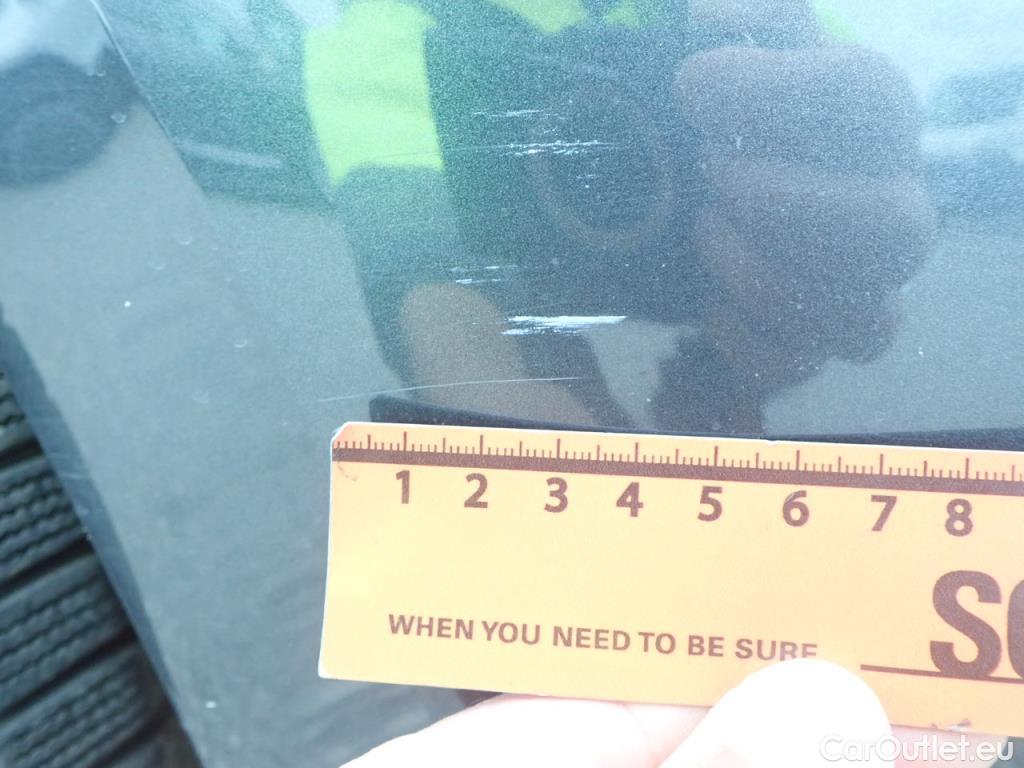 1 2 3 4 5 6 7 8
WHEN YOU NEED TO BE SURE
CarOutlet.eu